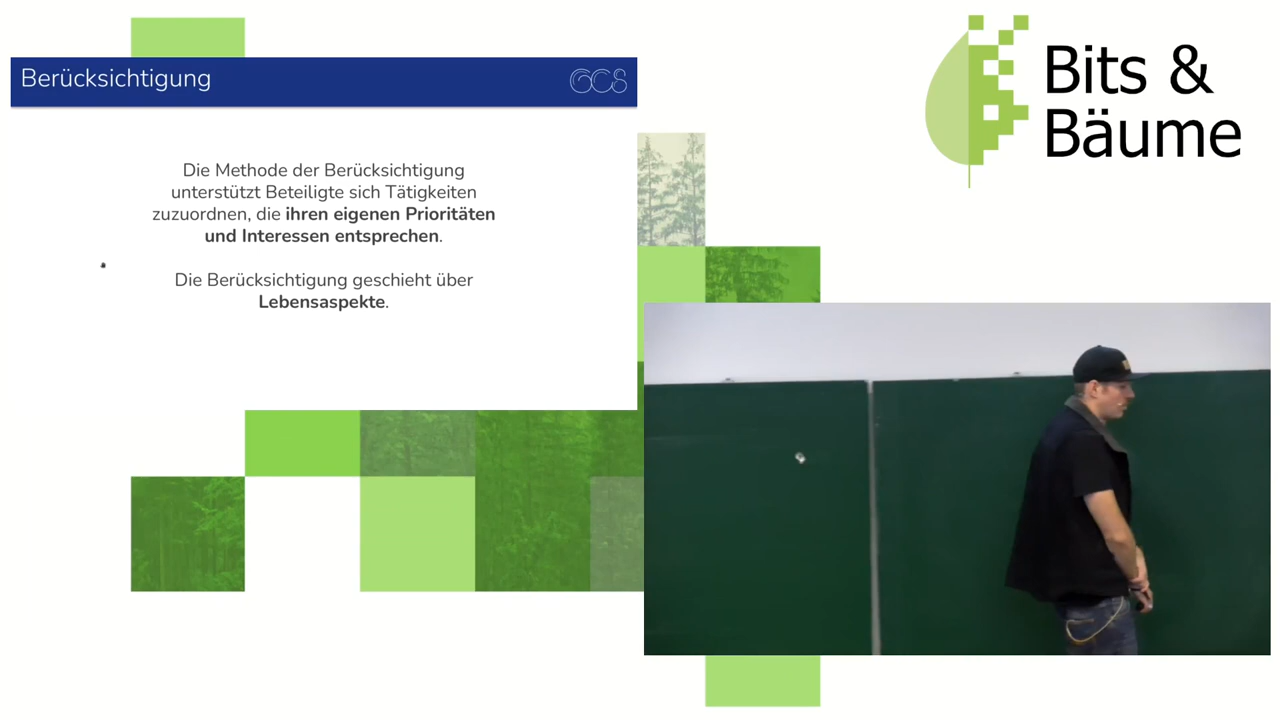 Berücksichtigung
GCS
Die Methode der Berücksichtigung
unterstützt Beteiligte sich Tätigkeiten
zuzuordnen, die ihren eigenen Prioritäten
und Interessen entsprechen.
Die Berücksichtigung geschieht über
Lebensaspekte.
Bits &
Bäume